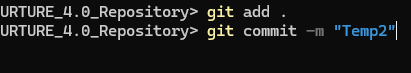 URTURE_4.0_Repository> git add .
URTURE_4.0_Repository> git commit -m "Temp2"